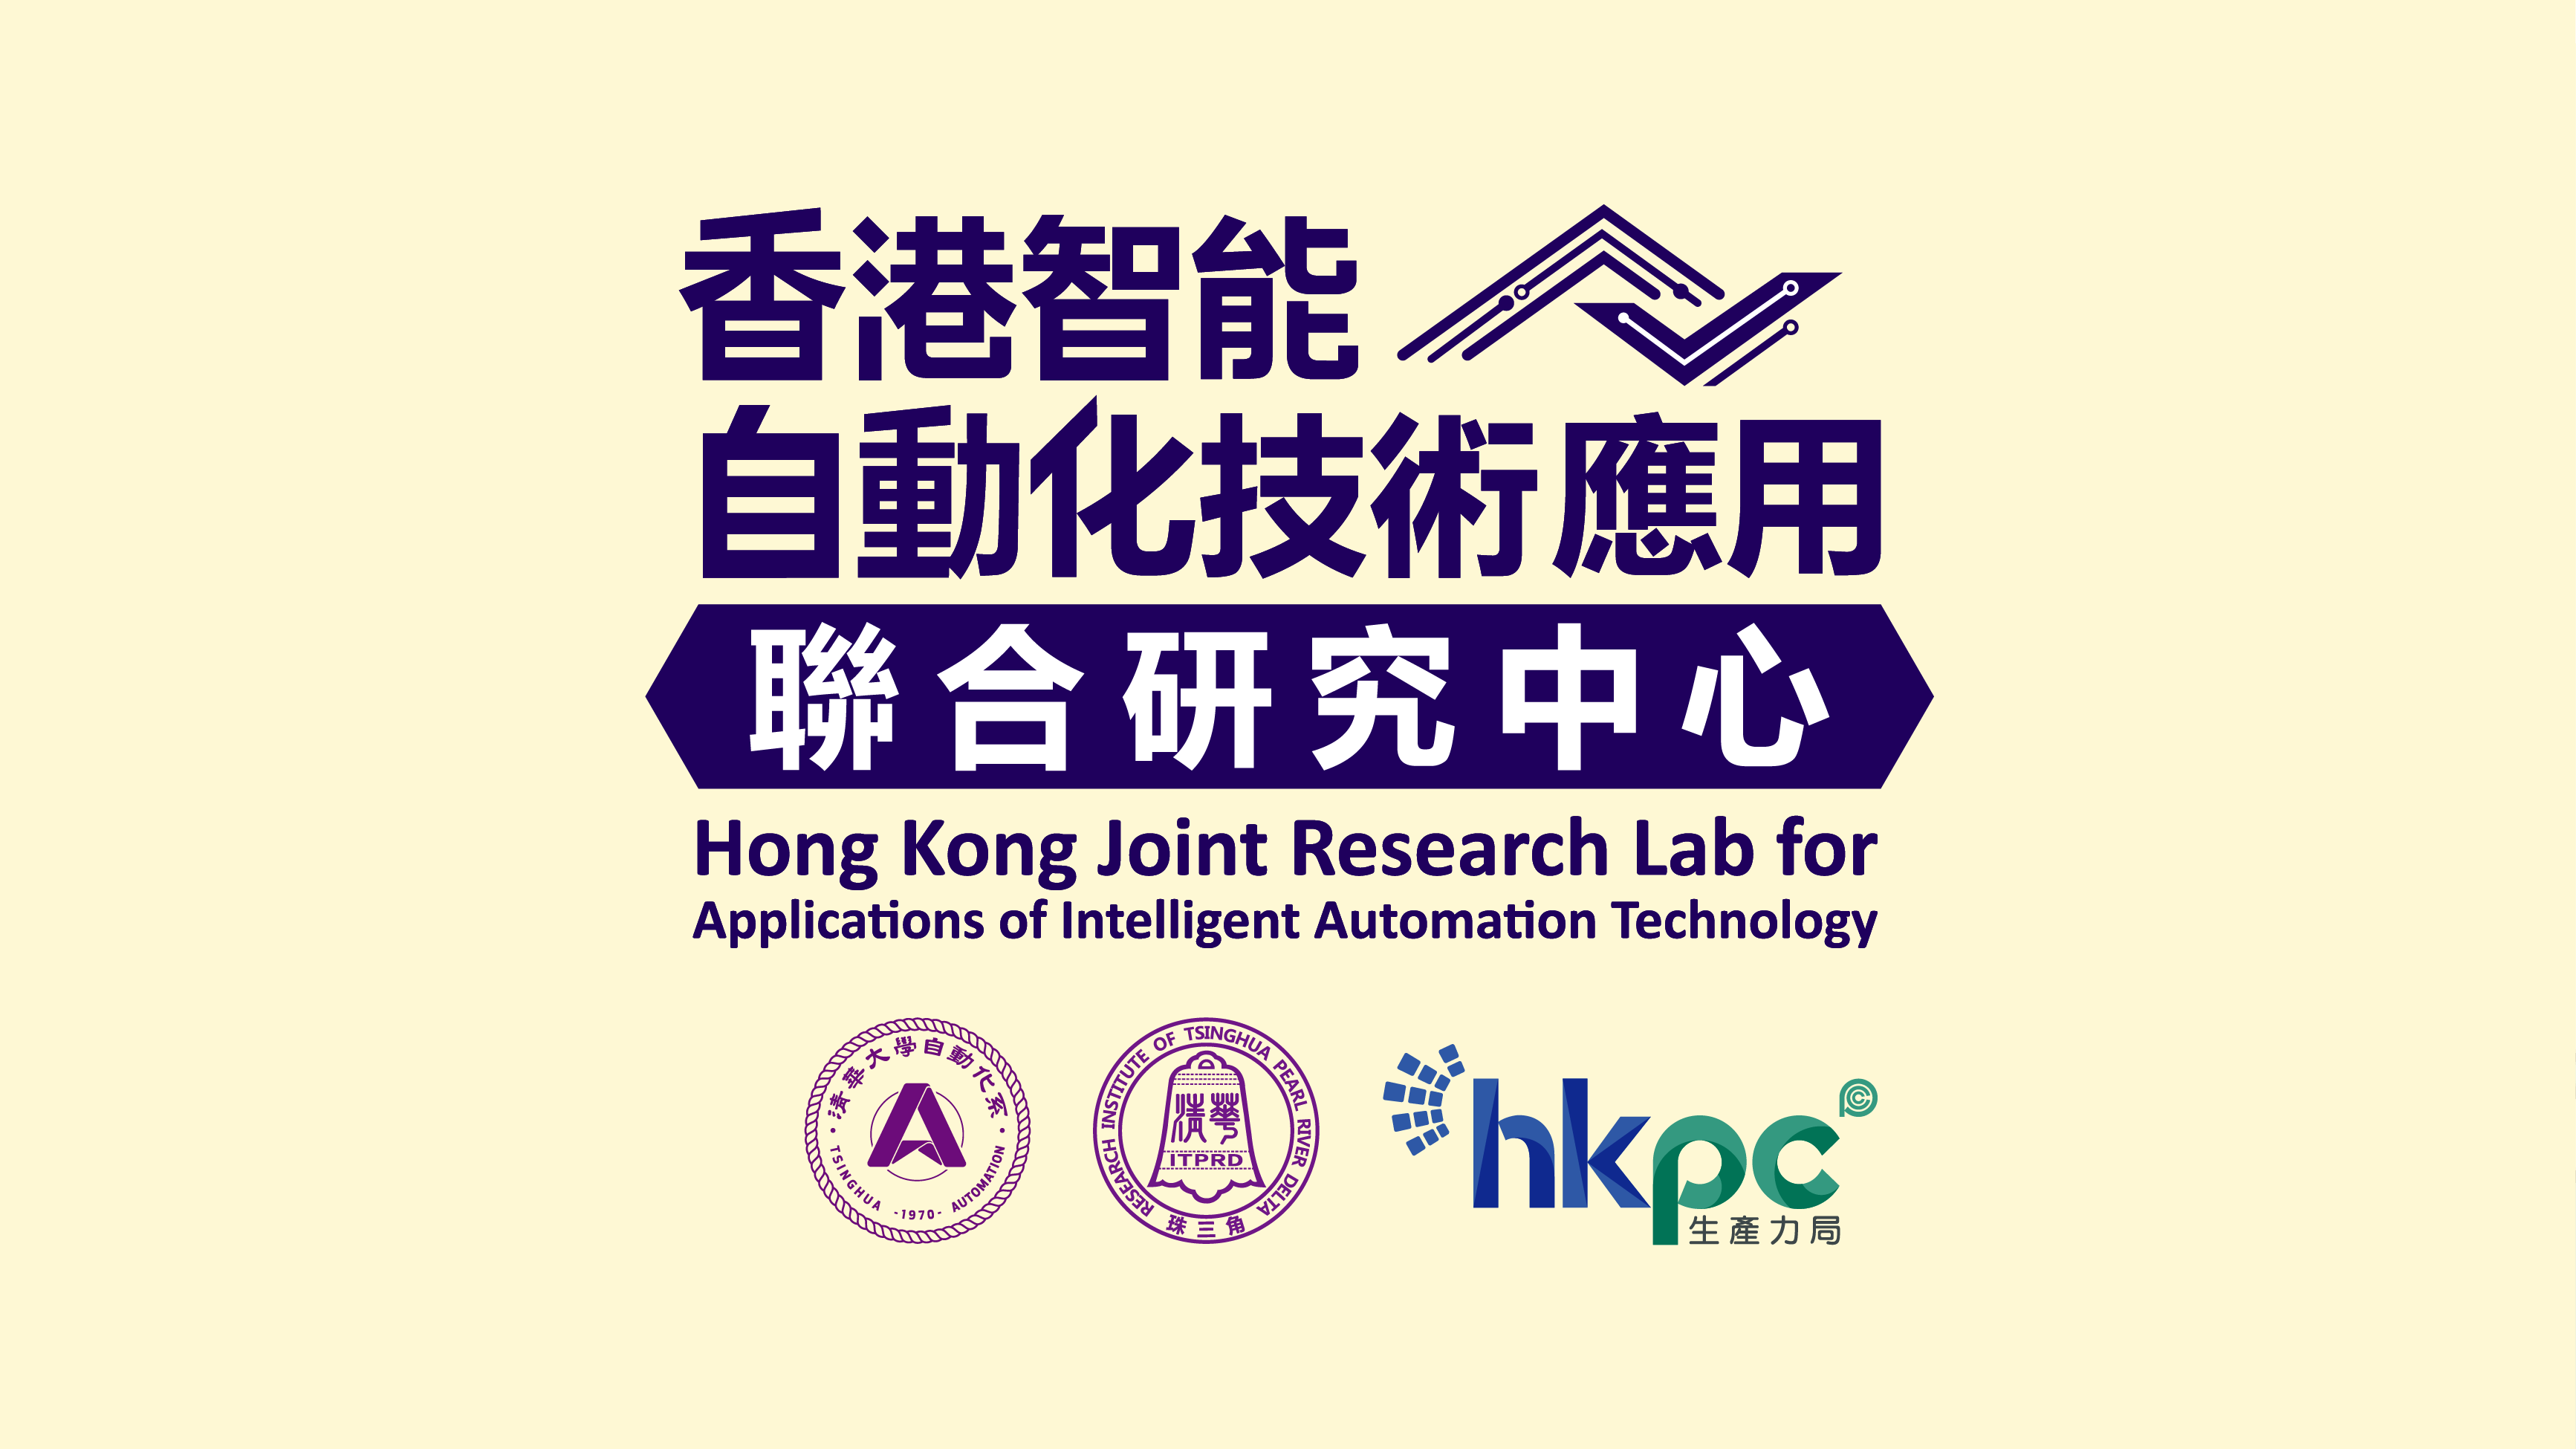 香港智能
自動化技術應用
聯合研究中心
Hong Kong Joint Research Lab for
Applications of Intelligent Automation Technology
清華大學自動化系
TSINGHUA -1970- AUTOMATION
RESEARCH INSTITUTE OF TSINGHUA PEARL RIVER DELTA
清華
ITPRD
珠三角
hkpc
生產力局